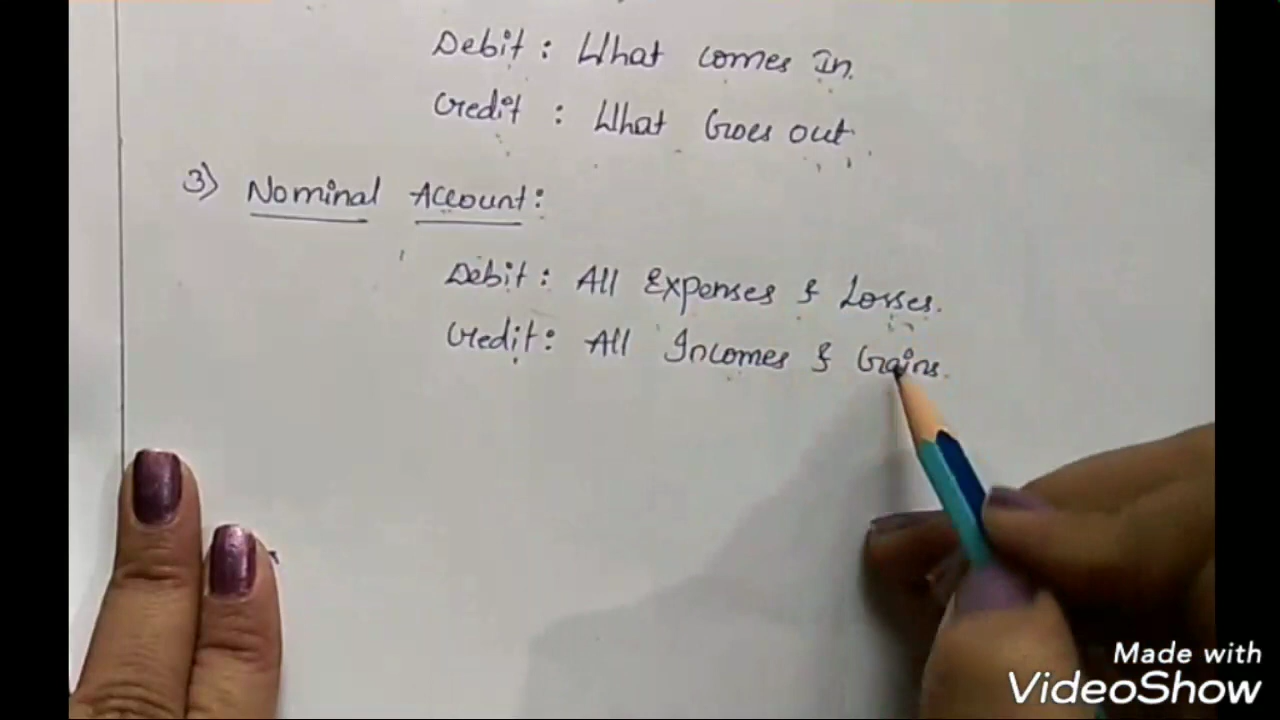 Debit : What comes In.
Credit : What Goes out
3) Nominal Account :
Debit : All Expenses & Losses.
Credit : All Incomes & Gains.
Made with
VideoShow